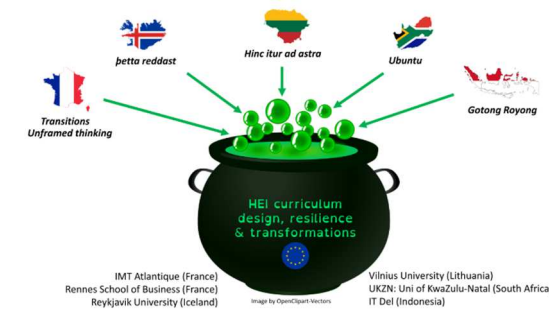 Hinc itur ad astra
þetta reddast
Ubuntu
Gotong Royong
Transitions
Unframed thinking
HEI curriculum
design, resilience
& transformations
IMT Atlantique (France)
Rennes School of Business (France)
Reykjavik University (Iceland)
Image by OpenClipart-Vectors
Vilnius University (Lithuania)
UKZN: Uni of KwaZulu-Natal (South Africa
IT Del (Indonesia)